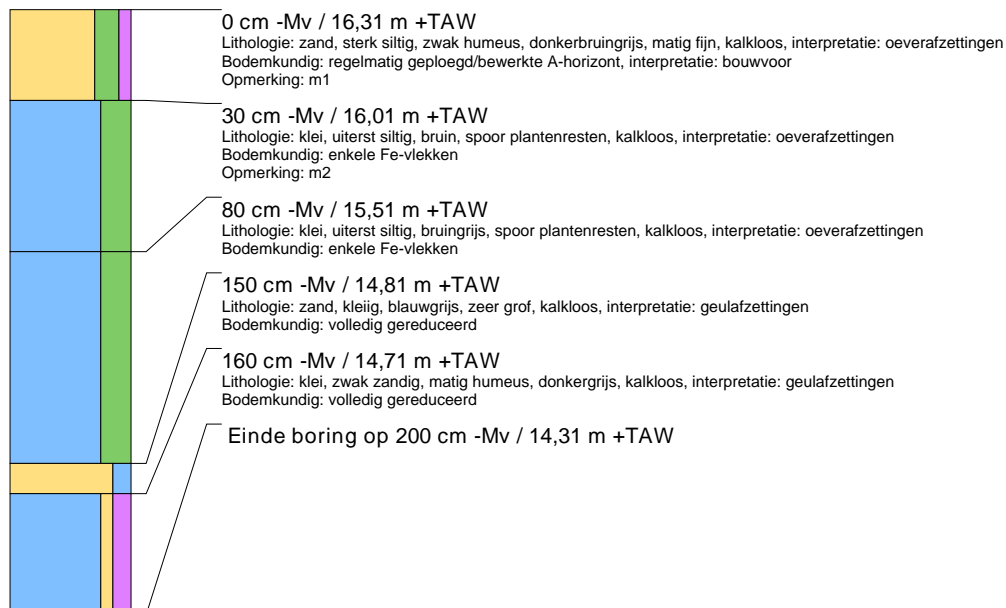 0 cm -Mv / 16,31 m +TAW
Lithologie: zand, sterk siltig, zwak humeus, donkerbruingrijs, matig fijn, kalkloos, interpretatie: oeverafzettingen
Bodemkundig: regelmatig geploegd/bewerkte A-horizont, interpretatie: bouwvoor
Opmerking: m1
30 cm -Mv / 16,01 m +TAW
Lithologie: klei, uiterst siltig, bruin, spoor plantenresten, kalkloos, interpretatie: oeverafzettingen
Bodemkundig: enkele Fe-vlekken
Opmerking: m2
80 cm -Mv / 15,51 m +TAW
Lithologie: klei, uiterst siltig, bruingrijs, spoor plantenresten, kalkloos, interpretatie: oeverafzettingen
Bodemkundig: enkele Fe-vlekken
150 cm -Mv / 14,81 m +TAW
Lithologie: zand, kleiig, blauwgrijs, zeer grof, kalkloos, interpretatie: geulafzettingen
Bodemkundig: volledig gereduceerd
160 cm -Mv / 14,71 m +TAW
Lithologie: klei, zwak zandig, matig humeus, donkergrijs, kalkloos, interpretatie: geulafzettingen
Bodemkundig: volledig gereduceerd
Einde boring op 200 cm -Mv / 14,31 m +TAW